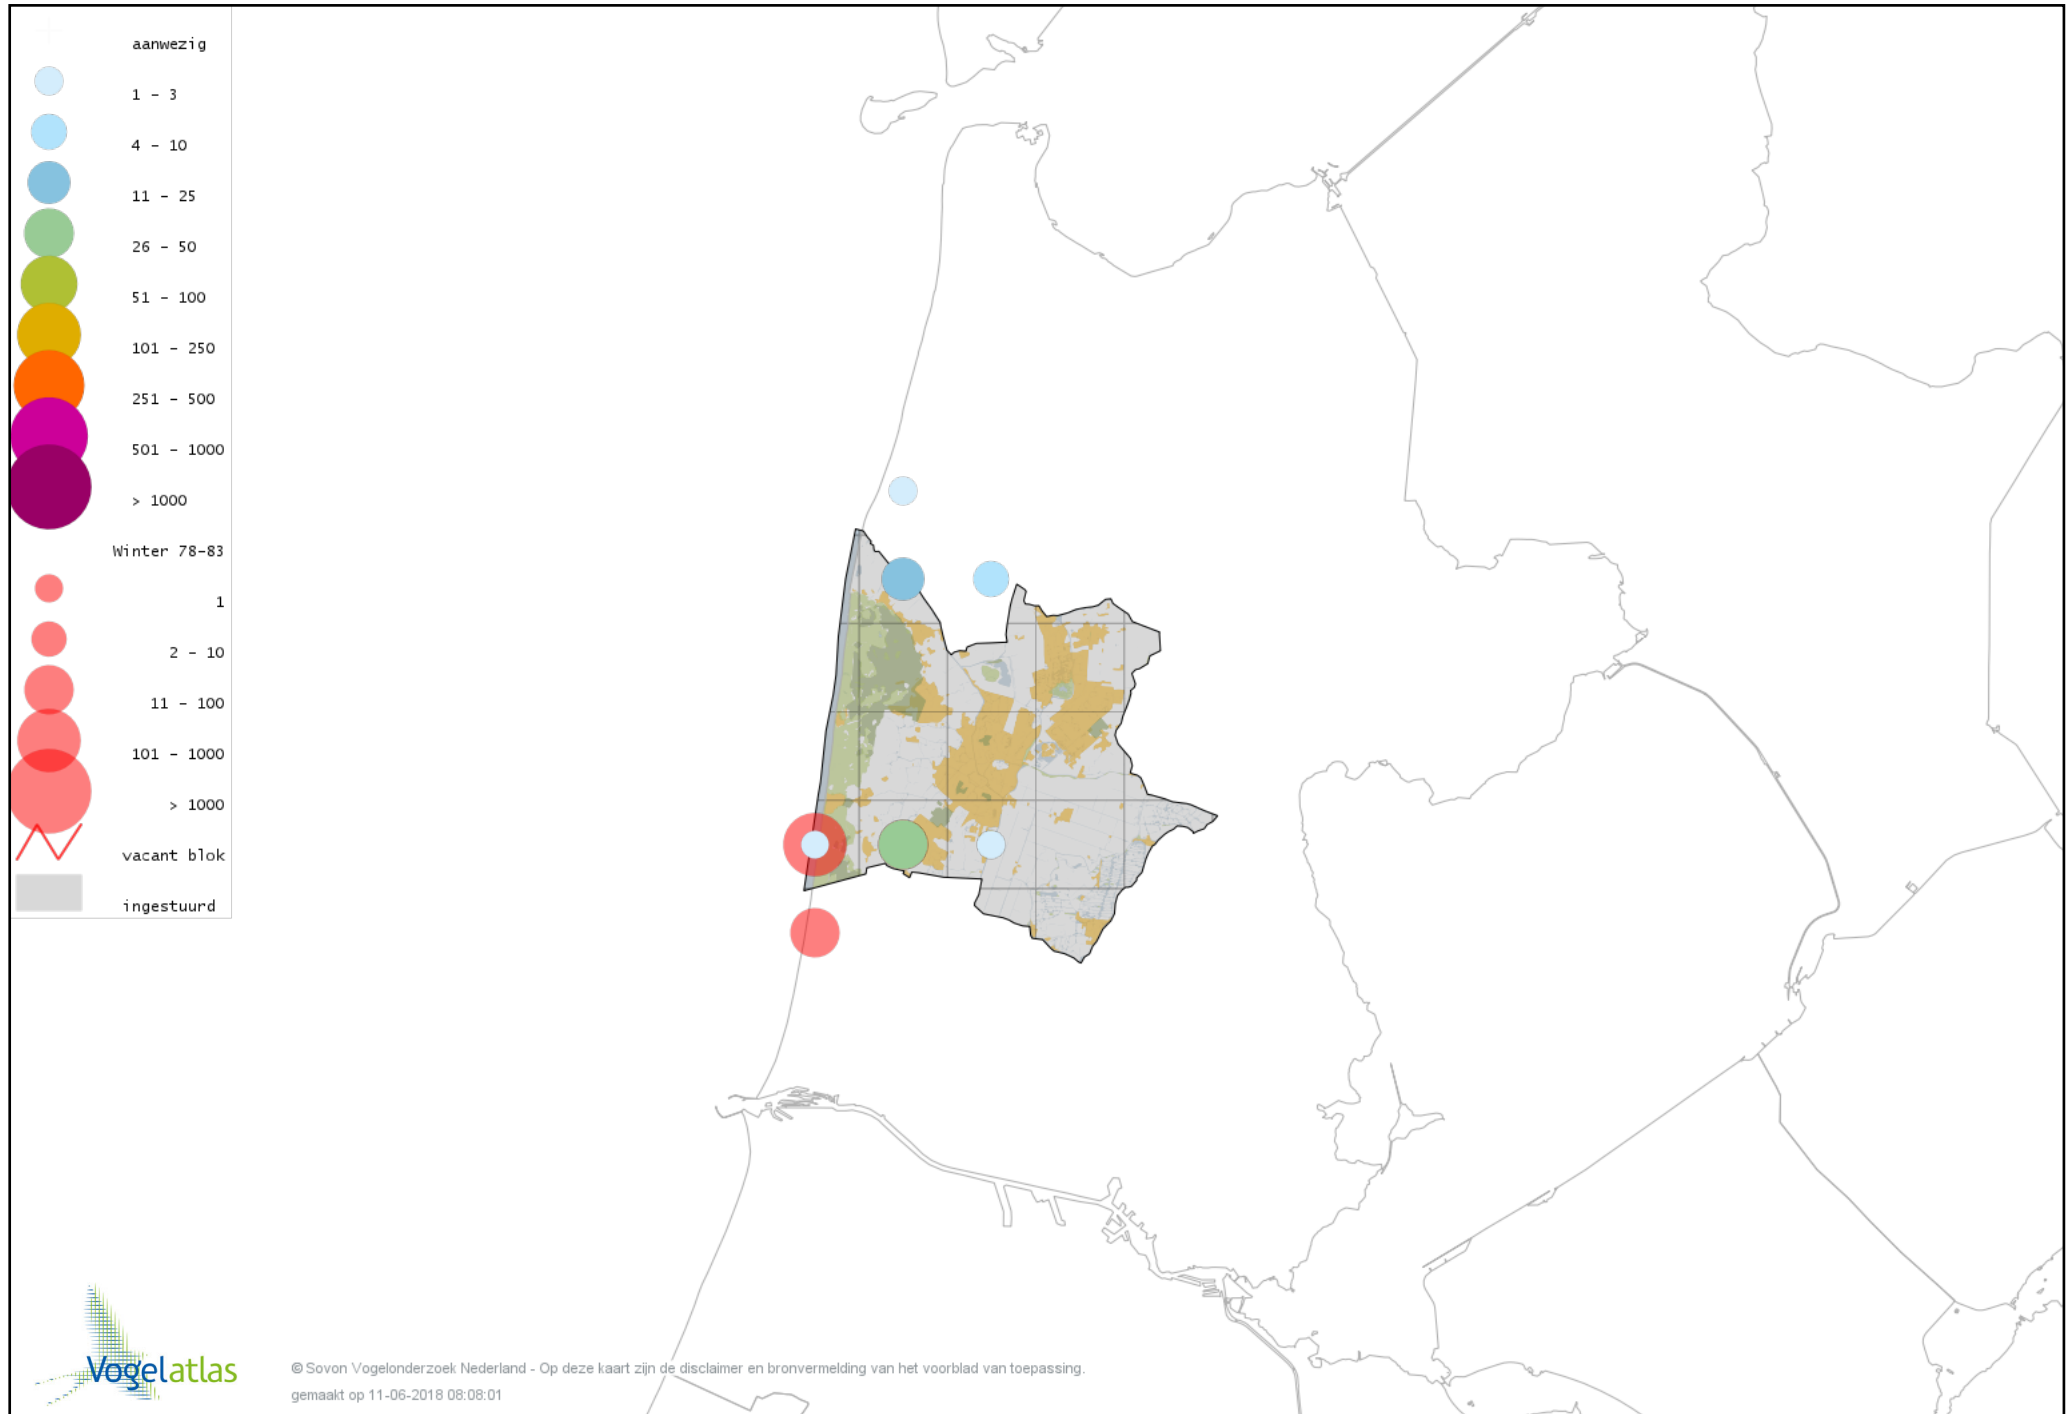 aanwezig
1 – 3
4 – 10
11 – 25
26 – 50
51 – 100
101 – 250
251 – 500
501 – 1000
> 1000
Winter 78-83
1
2 – 10
11 – 100
101 – 1000
> 1000
vacant blok
ingestuurd
Vogelatlas
© Sovon Vogelonderzoek Nederland - Op deze kaart zijn de disclaimer en bronvermelding van het voorblad van toepassing.
gemaakt op 11-06-2018 08:08:01